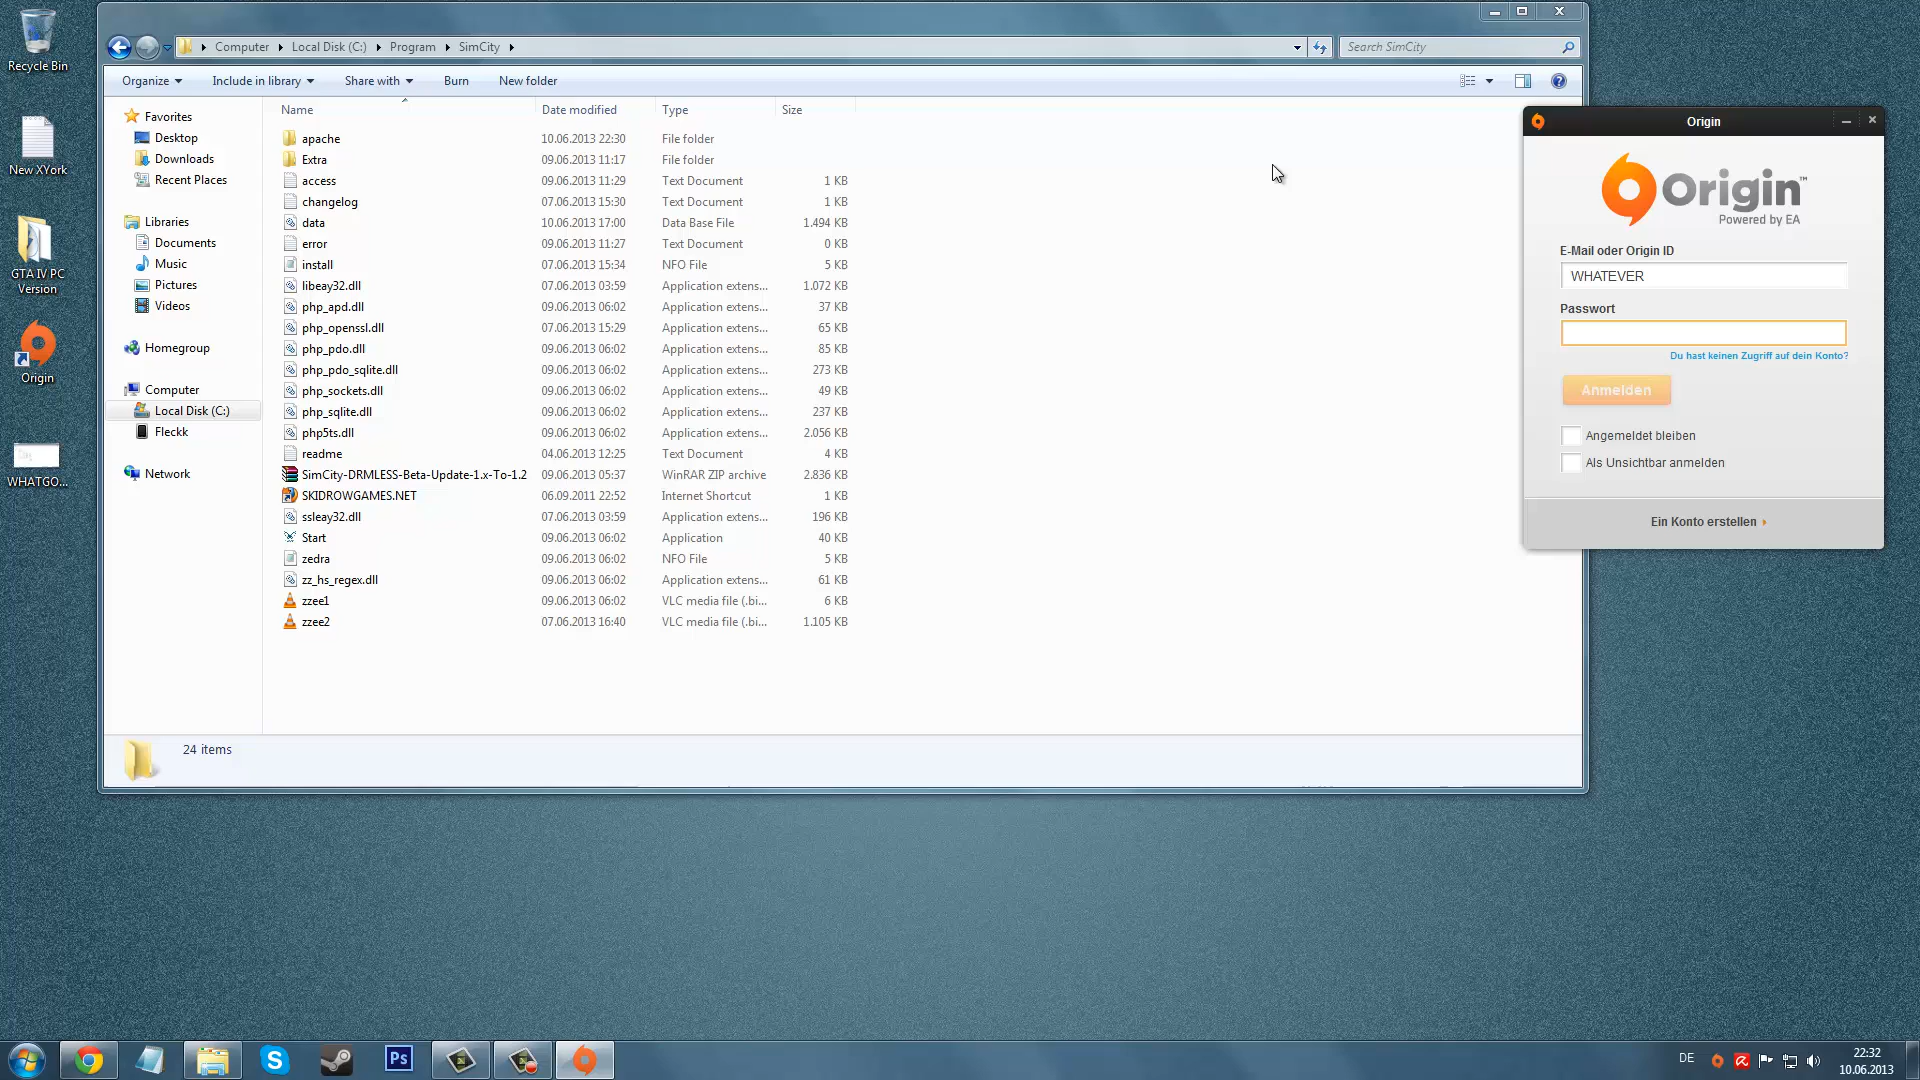 Recycle Bin
New XYork
GTA IV PC
Version
Origin
WHATGO...
Computer
Local Disk (C:)
Program
SimCity
Search SimCity
Organize
Include in library
Share with
Burn
New folder
Favorites
Desktop
Downloads
Recent Places
Libraries
Documents
Music
Pictures
Videos
Homegroup
Computer
Local Disk (C:)
Fleckk
Network
Name Date modified Type Size
apache 10.06.2013 22:30 File folder
Extra 09.06.2013 11:17 File folder
access 09.06.2013 11:29 Text Document 1 KB
changelog 07.06.2013 15:30 Text Document 1 KB
data 10.06.2013 17:00 Data Base File 1.494 KB
error 09.06.2013 11:27 Text Document 0 KB
install 07.06.2013 15:34 NFO File 5 KB
libeay32.dll 07.06.2013 03:59 Application extens... 1.072 KB
php_apd.dll 09.06.2013 06:02 Application extens... 37 KB
php_openssl.dll 07.06.2013 15:29 Application extens... 65 KB
php_pdo.dll 09.06.2013 06:02 Application extens... 85 KB
php_pdo_sqlite.dll 09.06.2013 06:02 Application extens... 273 KB
php_sockets.dll 09.06.2013 06:02 Application extens... 49 KB
php_sqlite.dll 09.06.2013 06:02 Application extens... 237 KB
php5ts.dll 09.06.2013 06:02 Application extens... 2.056 KB
readme 04.06.2013 12:25 Text Document 4 KB
SimCity-DRMLESS-Beta-Update-1.x-To-1.2 09.06.2013 05:37 WinRAR ZIP archive 2.836 KB
SKIDROWGAMES.NET 06.09.2011 22:52 Internet Shortcut 1 KB
ssleay32.dll 07.06.2013 03:59 Application extens... 196 KB
Start 09.06.2013 06:02 Application 40 KB
zedra 09.06.2013 06:02 NFO File 5 KB
zz_hs_regex.dll 09.06.2013 06:02 Application extens... 61 KB
zzee1 09.06.2013 06:02 VLC media file (.bi... 6 KB
zzee2 07.06.2013 16:40 VLC media file (.bi... 1.105 KB
24 items
Origin
Origin™
Powered by EA
E-Mail oder Origin ID
WHATEVER
Passwort
Du hast keinen Zugriff auf dein Konto?
Anmelden
Angemeldet bleiben
Als Unsichtbar anmelden
Ein Konto erstellen
Ps
DE
22:32
10.06.2013